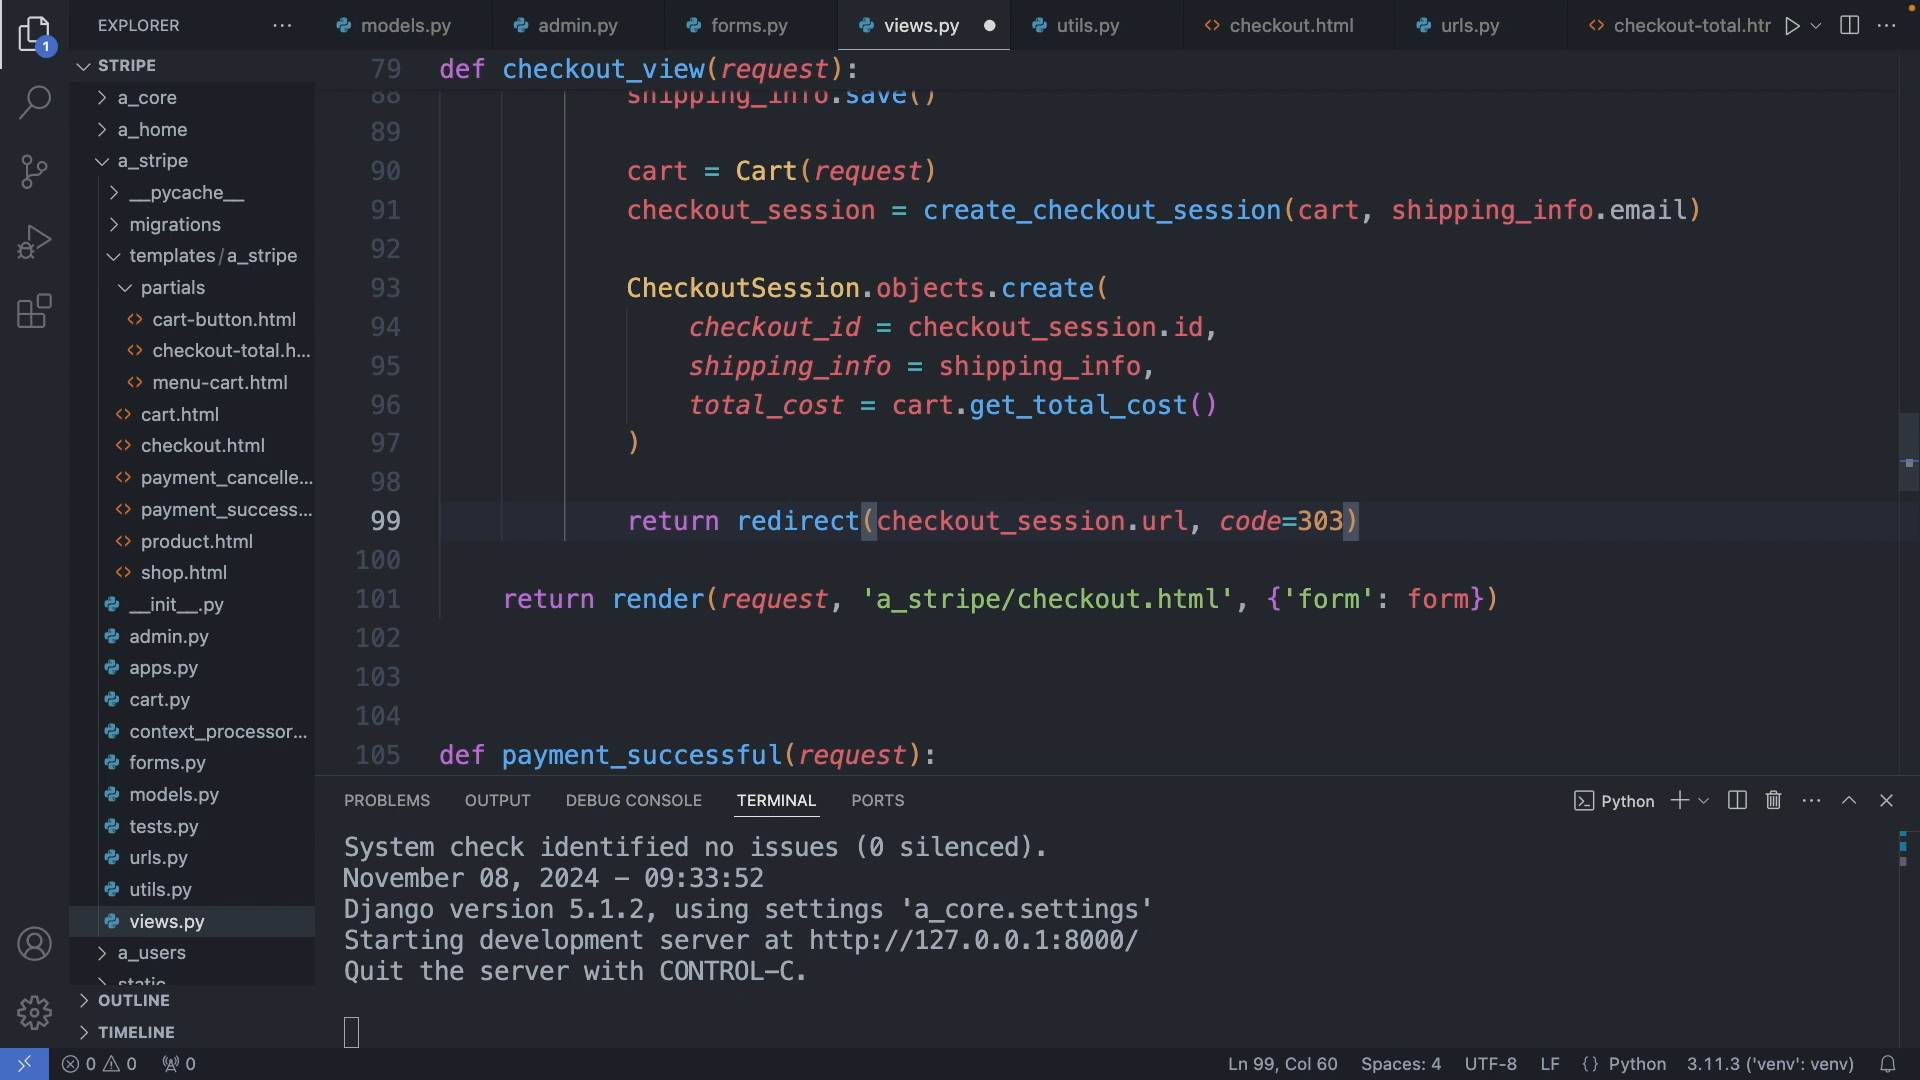 EXPLORER
models.py
admin.py
forms.py
views.py
utils.py
checkout.html
urls.py
checkout-total.htr
STRIPE
a_core
a_home
a_stripe
__pycache__
migrations
templates/a_stripe
partials
cart-button.html
checkout-total.h...
menu-cart.html
cart.html
checkout.html
payment_cancelle...
payment_success...
product.html
shop.html
__init__.py
admin.py
apps.py
cart.py
context_processor...
forms.py
models.py
tests.py
urls.py
utils.py
views.py
a_users
static
OUTLINE
TIMELINE
1
79 def checkout_view(request):
88 shipping_info.save()
89
90 cart = Cart(request)
91 checkout_session = create_checkout_session(cart, shipping_info.email)
92
93 CheckoutSession.objects.create(
94 checkout_id = checkout_session.id,
95 shipping_info = shipping_info,
96 total_cost = cart.get_total_cost()
97 )
98
99 return redirect(checkout_session.url, code=303)
100
101 return render(request, 'a_stripe/checkout.html', {'form': form})
102
103
104
105 def payment_successful(request):
PROBLEMS OUTPUT DEBUG CONSOLE TERMINAL PORTS
Python
System check identified no issues (0 silenced).
November 08, 2024 - 09:33:52
Django version 5.1.2, using settings 'a_core.settings'
Starting development server at http://127.0.0.1:8000/
Quit the server with CONTROL-C.
0 0 0
Ln 99, Col 60 Spaces: 4 UTF-8 LF {} Python 3.11.3 ('venv': venv)